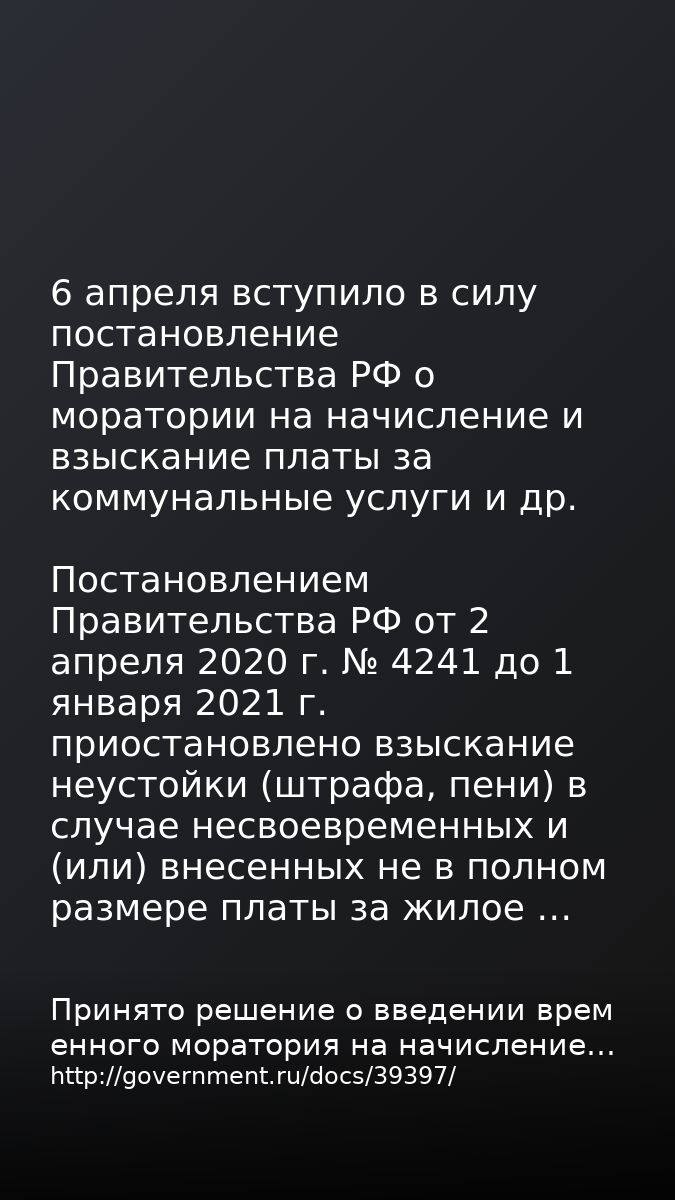 6 апреля вступило в силу
постановление
Правительства РФ о
моратории на начисление и
взыскание платы за
коммунальные услуги и др.
Постановлением
Правительства РФ от 2
апреля 2020 г. № 4241 до 1
января 2021 г.
приостановлено взыскание
неустойки (штрафа, пени) в
случае несвоевременных и
(или) внесенных не в полном
размере платы за жилое ...
Принято решение о введении врем
енного моратория на начисление...
http://government.ru/docs/39397/